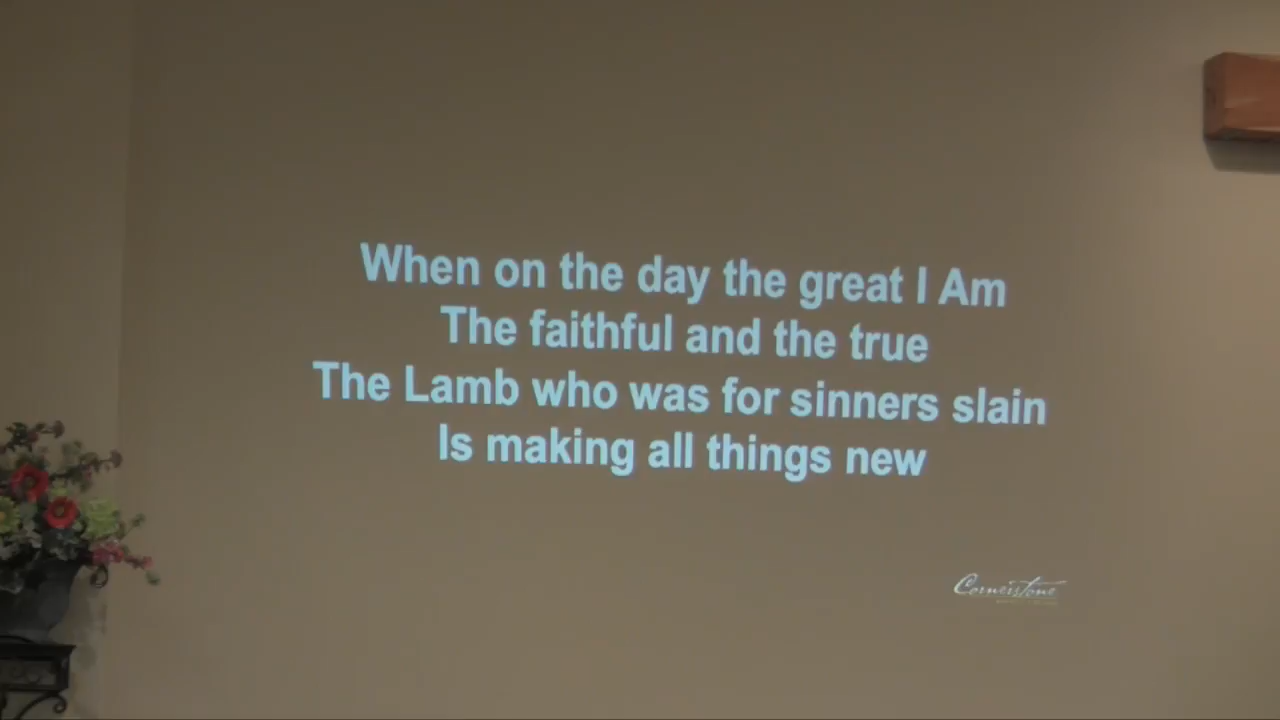 When on the day the great I Am
The faithful and the true
The Lamb who was for sinners slain
Is making all things new
Cornerstone